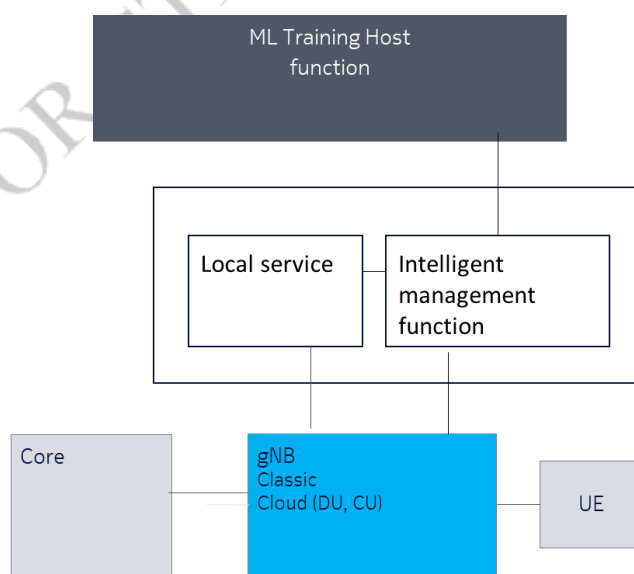 ML Training Host
function
Local service
Intelligent
management
function
Core
gNB
Classic
Cloud (DU, CU)
UE